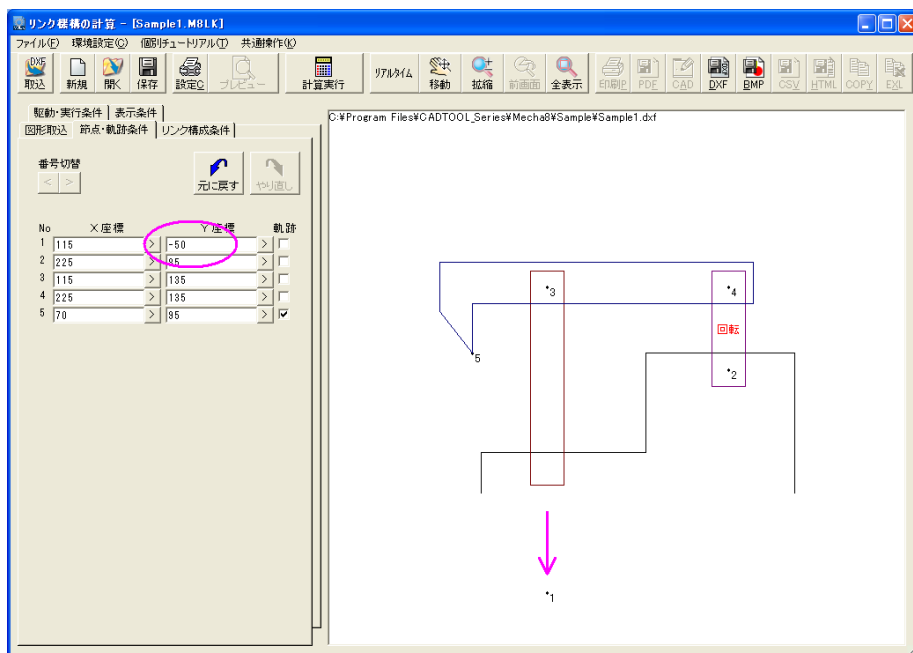 リンク機構の計算 - [Sample1.M8LK]
ファイル(F) 環境設定(O) 個別チュートリアル(T) 共通操作(K)
DXF 取込 新規 開く 保存 設定C プレビュー 計算実行 リアルタイム 移動 拡縮 前画面 全表示 印刷P PDF CAD DXF BMP CSV HTML COPY EXL
駆動・実行条件 表示条件
図形取込 節点・軌跡条件 リンク構成条件
番号切替
< > 元に戻す やり直し
No X座標 Y座標 軌跡
1 115 > -50 >
2 225 > 85 >
3 115 > 135 >
4 225 > 135 >
5 70 > 95 >
C:¥Program Files¥CADTOOL_Series¥Mecha8¥Sample¥Sample1.dxf
3
4
回転
5
2
1